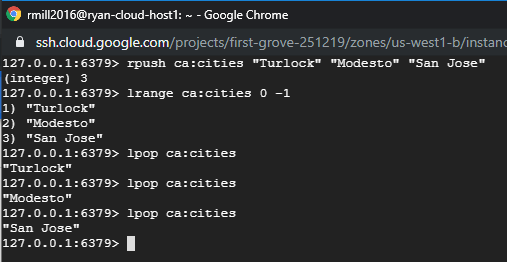 rmill2016@ryan-cloud-host1: ~ - Google Chrome
ssh.cloud.google.com/projects/first-grove-251219/zones/us-west1-b/instanc
127.0.0.1:6379> rpush ca:cities "Turlock" "Modesto" "San Jose"
(integer) 3
127.0.0.1:6379> lrange ca:cities 0 -1
1) "Turlock"
2) "Modesto"
3) "San Jose"
127.0.0.1:6379> lpop ca:cities
"Turlock"
127.0.0.1:6379> lpop ca:cities
"Modesto"
127.0.0.1:6379> lpop ca:cities
"San Jose"
127.0.0.1:6379>